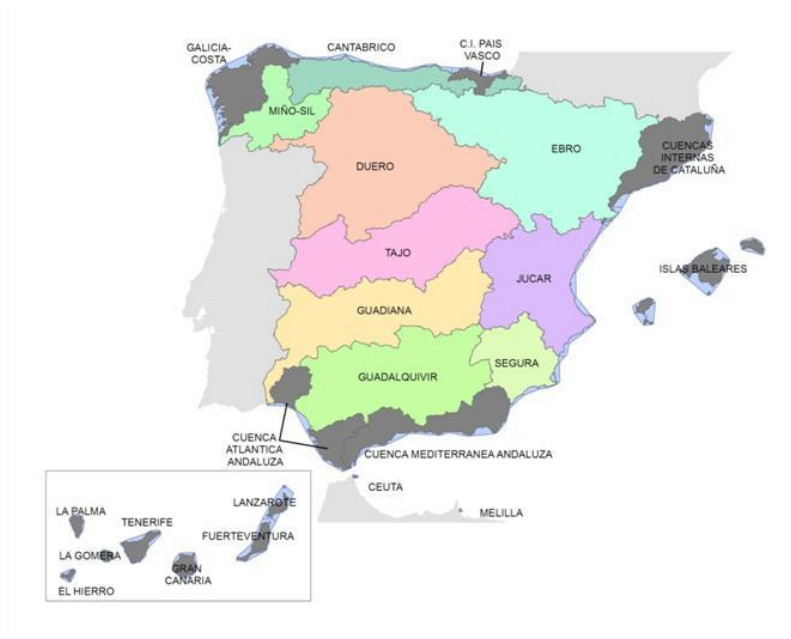 GALICIA-
COSTA
CANTABRICO
C.I. PAIS
VASCO
MIÑO-SIL
DUERO
EBRO
CUENCAS
INTERNAS
DE CATALUÑA
TAJO
JUCAR
ISLAS BALEARES
GUADIANA
SEGURA
GUADALQUIVIR
CUENCA
ATLANTICA
ANDALUZA
CUENCA MEDITERRANEA ANDALUZA
CEUTA
MELILLA
LA PALMA
TENERIFE
LANZAROTE
FUERTEVENTURA
LA GOMERA
GRAN
CANARIA
EL HIERRO